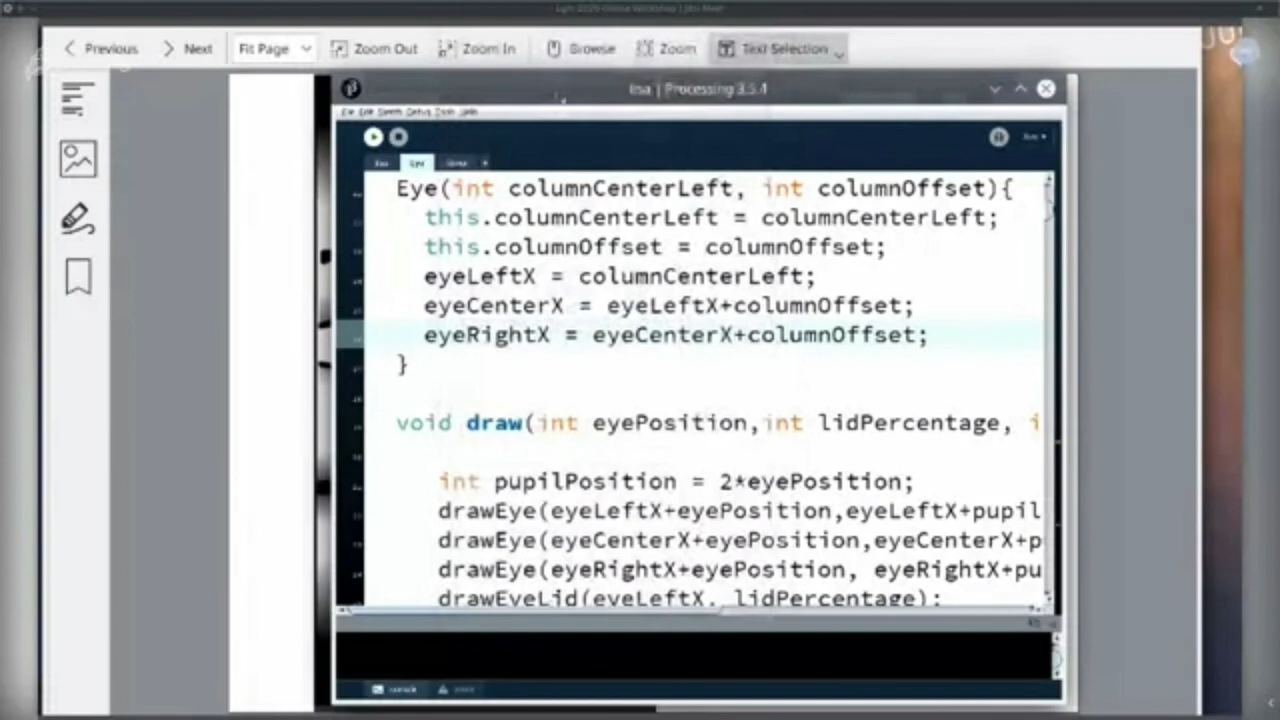 Previous
Next
Fit Page
Zoom Out
Zoom In
Browse
Zoom
Text Selection
Processing 3.5.4
Eye(int columnCenterLeft, int columnOffset){
this.columnCenterLeft = columnCenterLeft;
this.columnOffset = columnOffset;
eyeLeftX = columnCenterLeft;
eyeCenterX = eyeLeftX+columnOffset;
eyeRightX = eyeCenterX+columnOffset;
}
void draw(int eyePosition,int lidPercentage, i
int pupilPosition = 2*eyePosition;
drawEye(eyeLeftX+eyePosition,eyeLeftX+pupil
drawEye(eyeCenterX+eyePosition,eyeCenterX+p
drawEye(eyeRightX+eyePosition, eyeRightX+pu
drawEyeLid(eyeLeftX, lidPercentage);